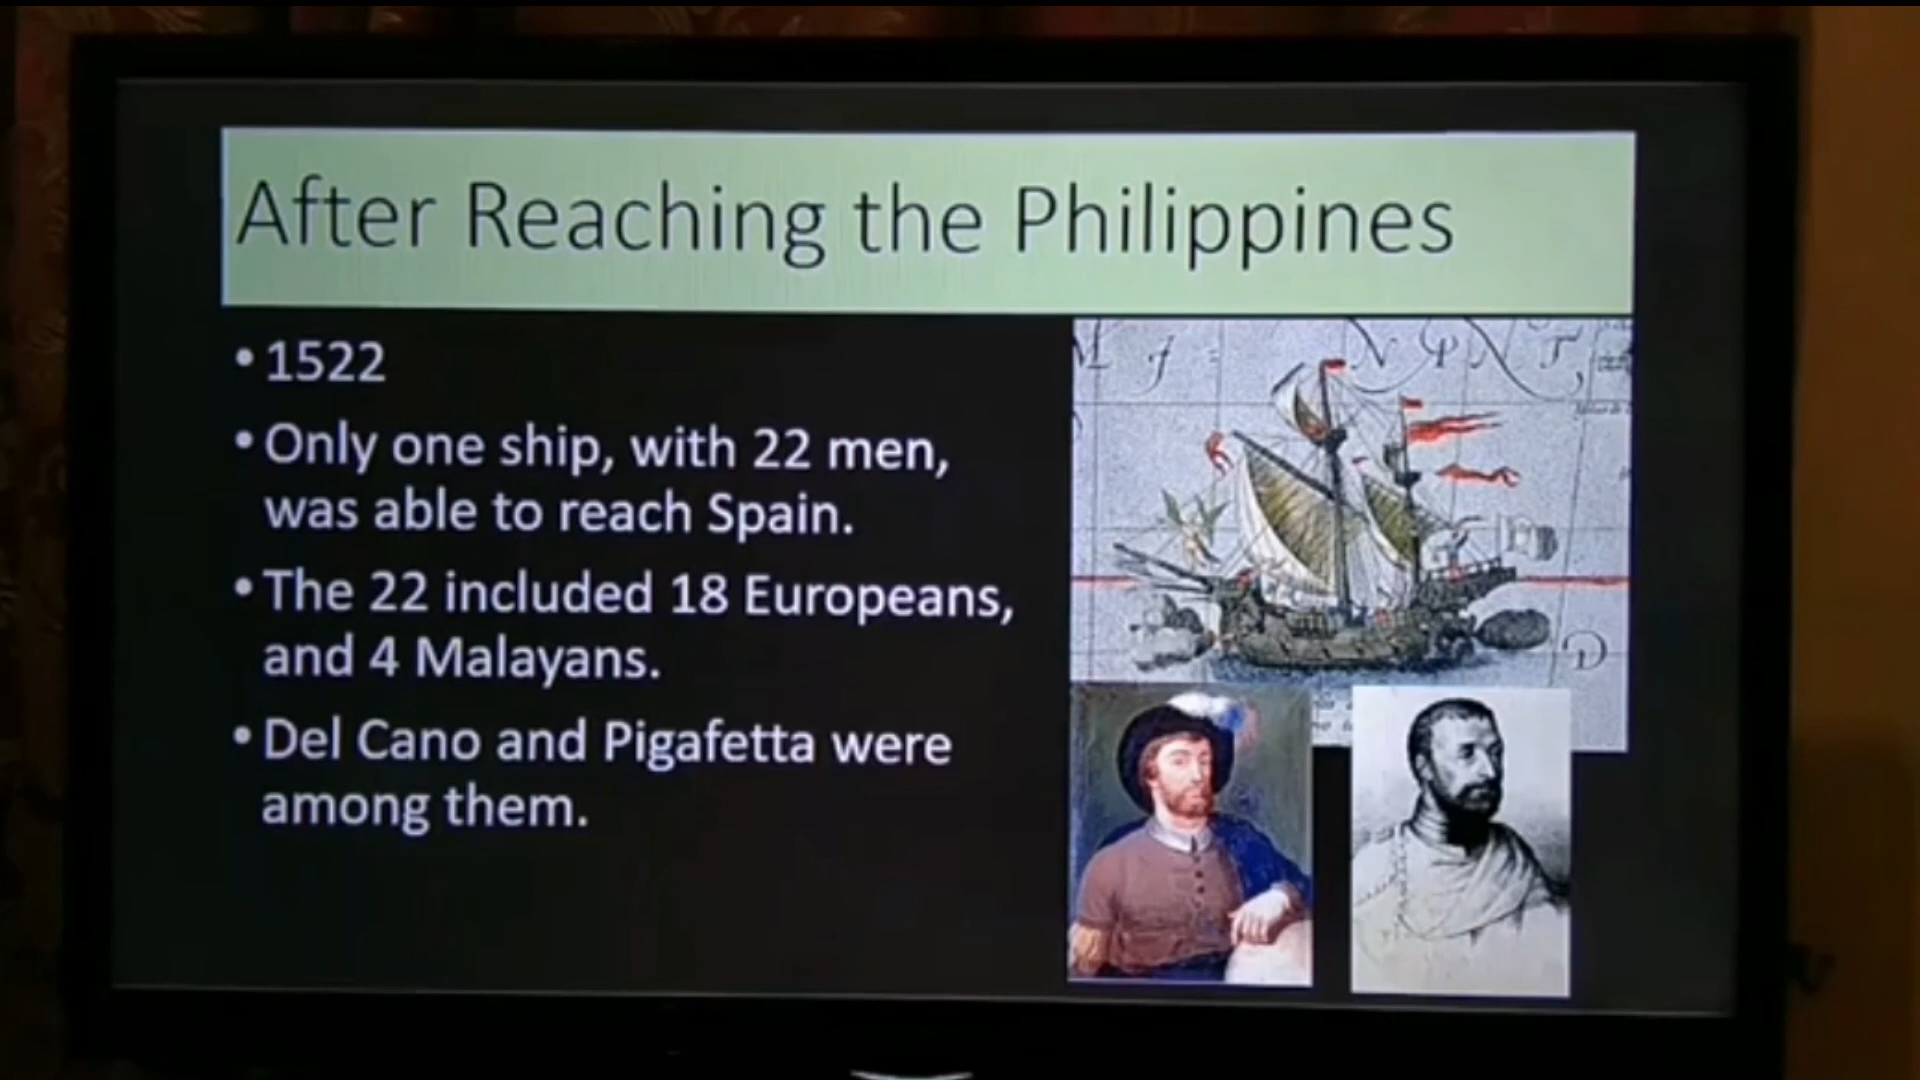 After Reaching the Philippines
• 1522
• Only one ship, with 22 men,
was able to reach Spain.
• The 22 included 18 Europeans,
and 4 Malayans.
• Del Cano and Pigafetta were
among them.